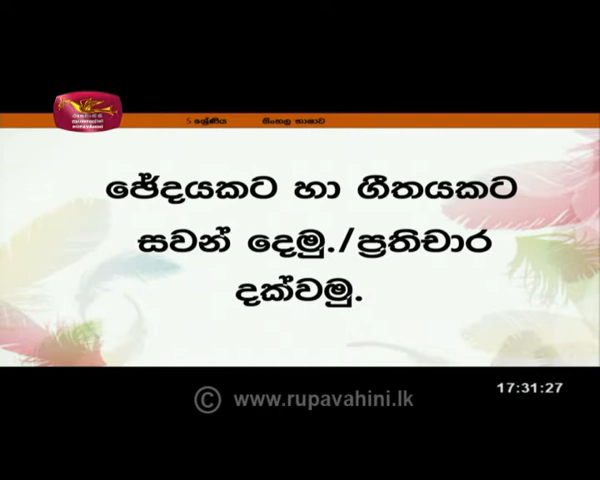 5 ශ්‍රේණිය සිංහල භාෂාව
ඡේදයකට හා ගීතයකට
සවන් දෙමු./ප්‍රතිචාර
දක්වමු.
17:31:27
© www.rupavahini.lk